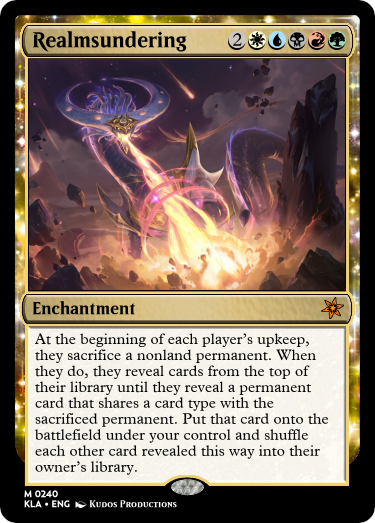 Realmsundering 2
Enchantment
At the beginning of each player's upkeep,
they sacrifice a nonland permanent. When
they do, they reveal cards from the top of
their library until they reveal a permanent
card that shares a card type with the
sacrificed permanent. Put that card onto the
battlefield under your control and shuffle
each other card revealed this way into their
owner's library.
M 0240
KLA • ENG Kudos Productions